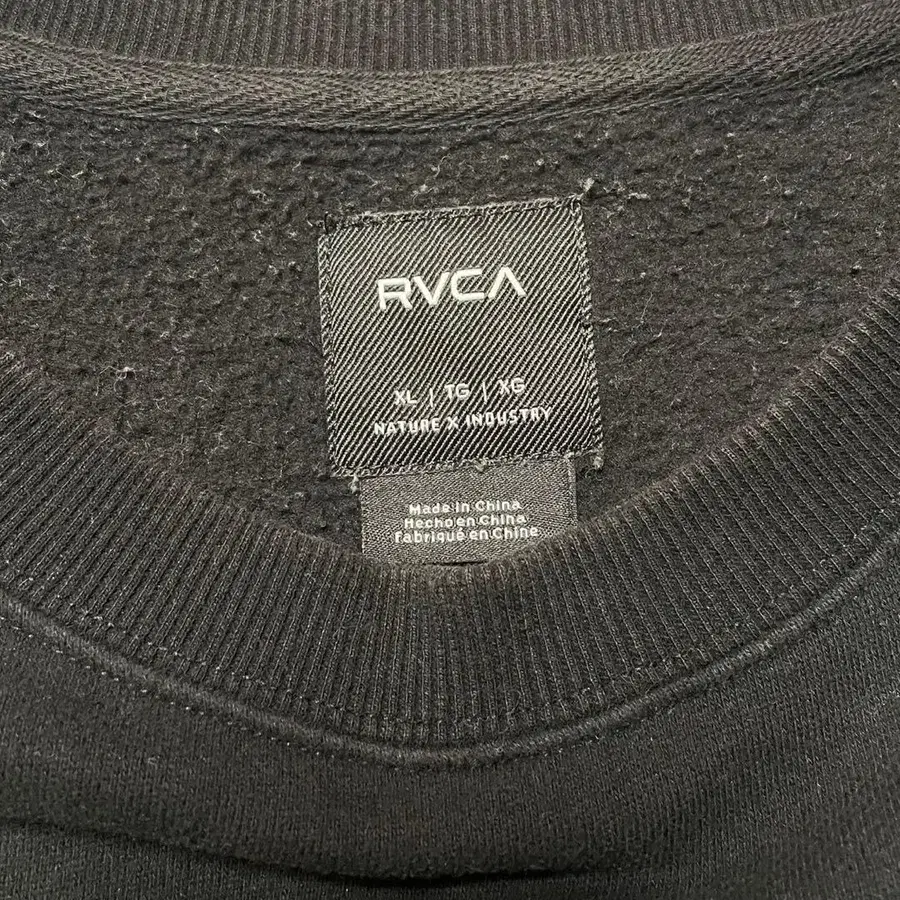 RVCA
XL | TG | XG
NATURE X INDUSTRY
Made in China
Hecho en China
Fabriqué en Chine